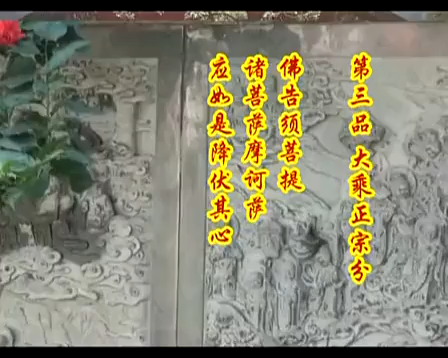 第三品 大乘正宗分
佛告须菩提
诸菩萨摩诃萨
应如是降伏其心